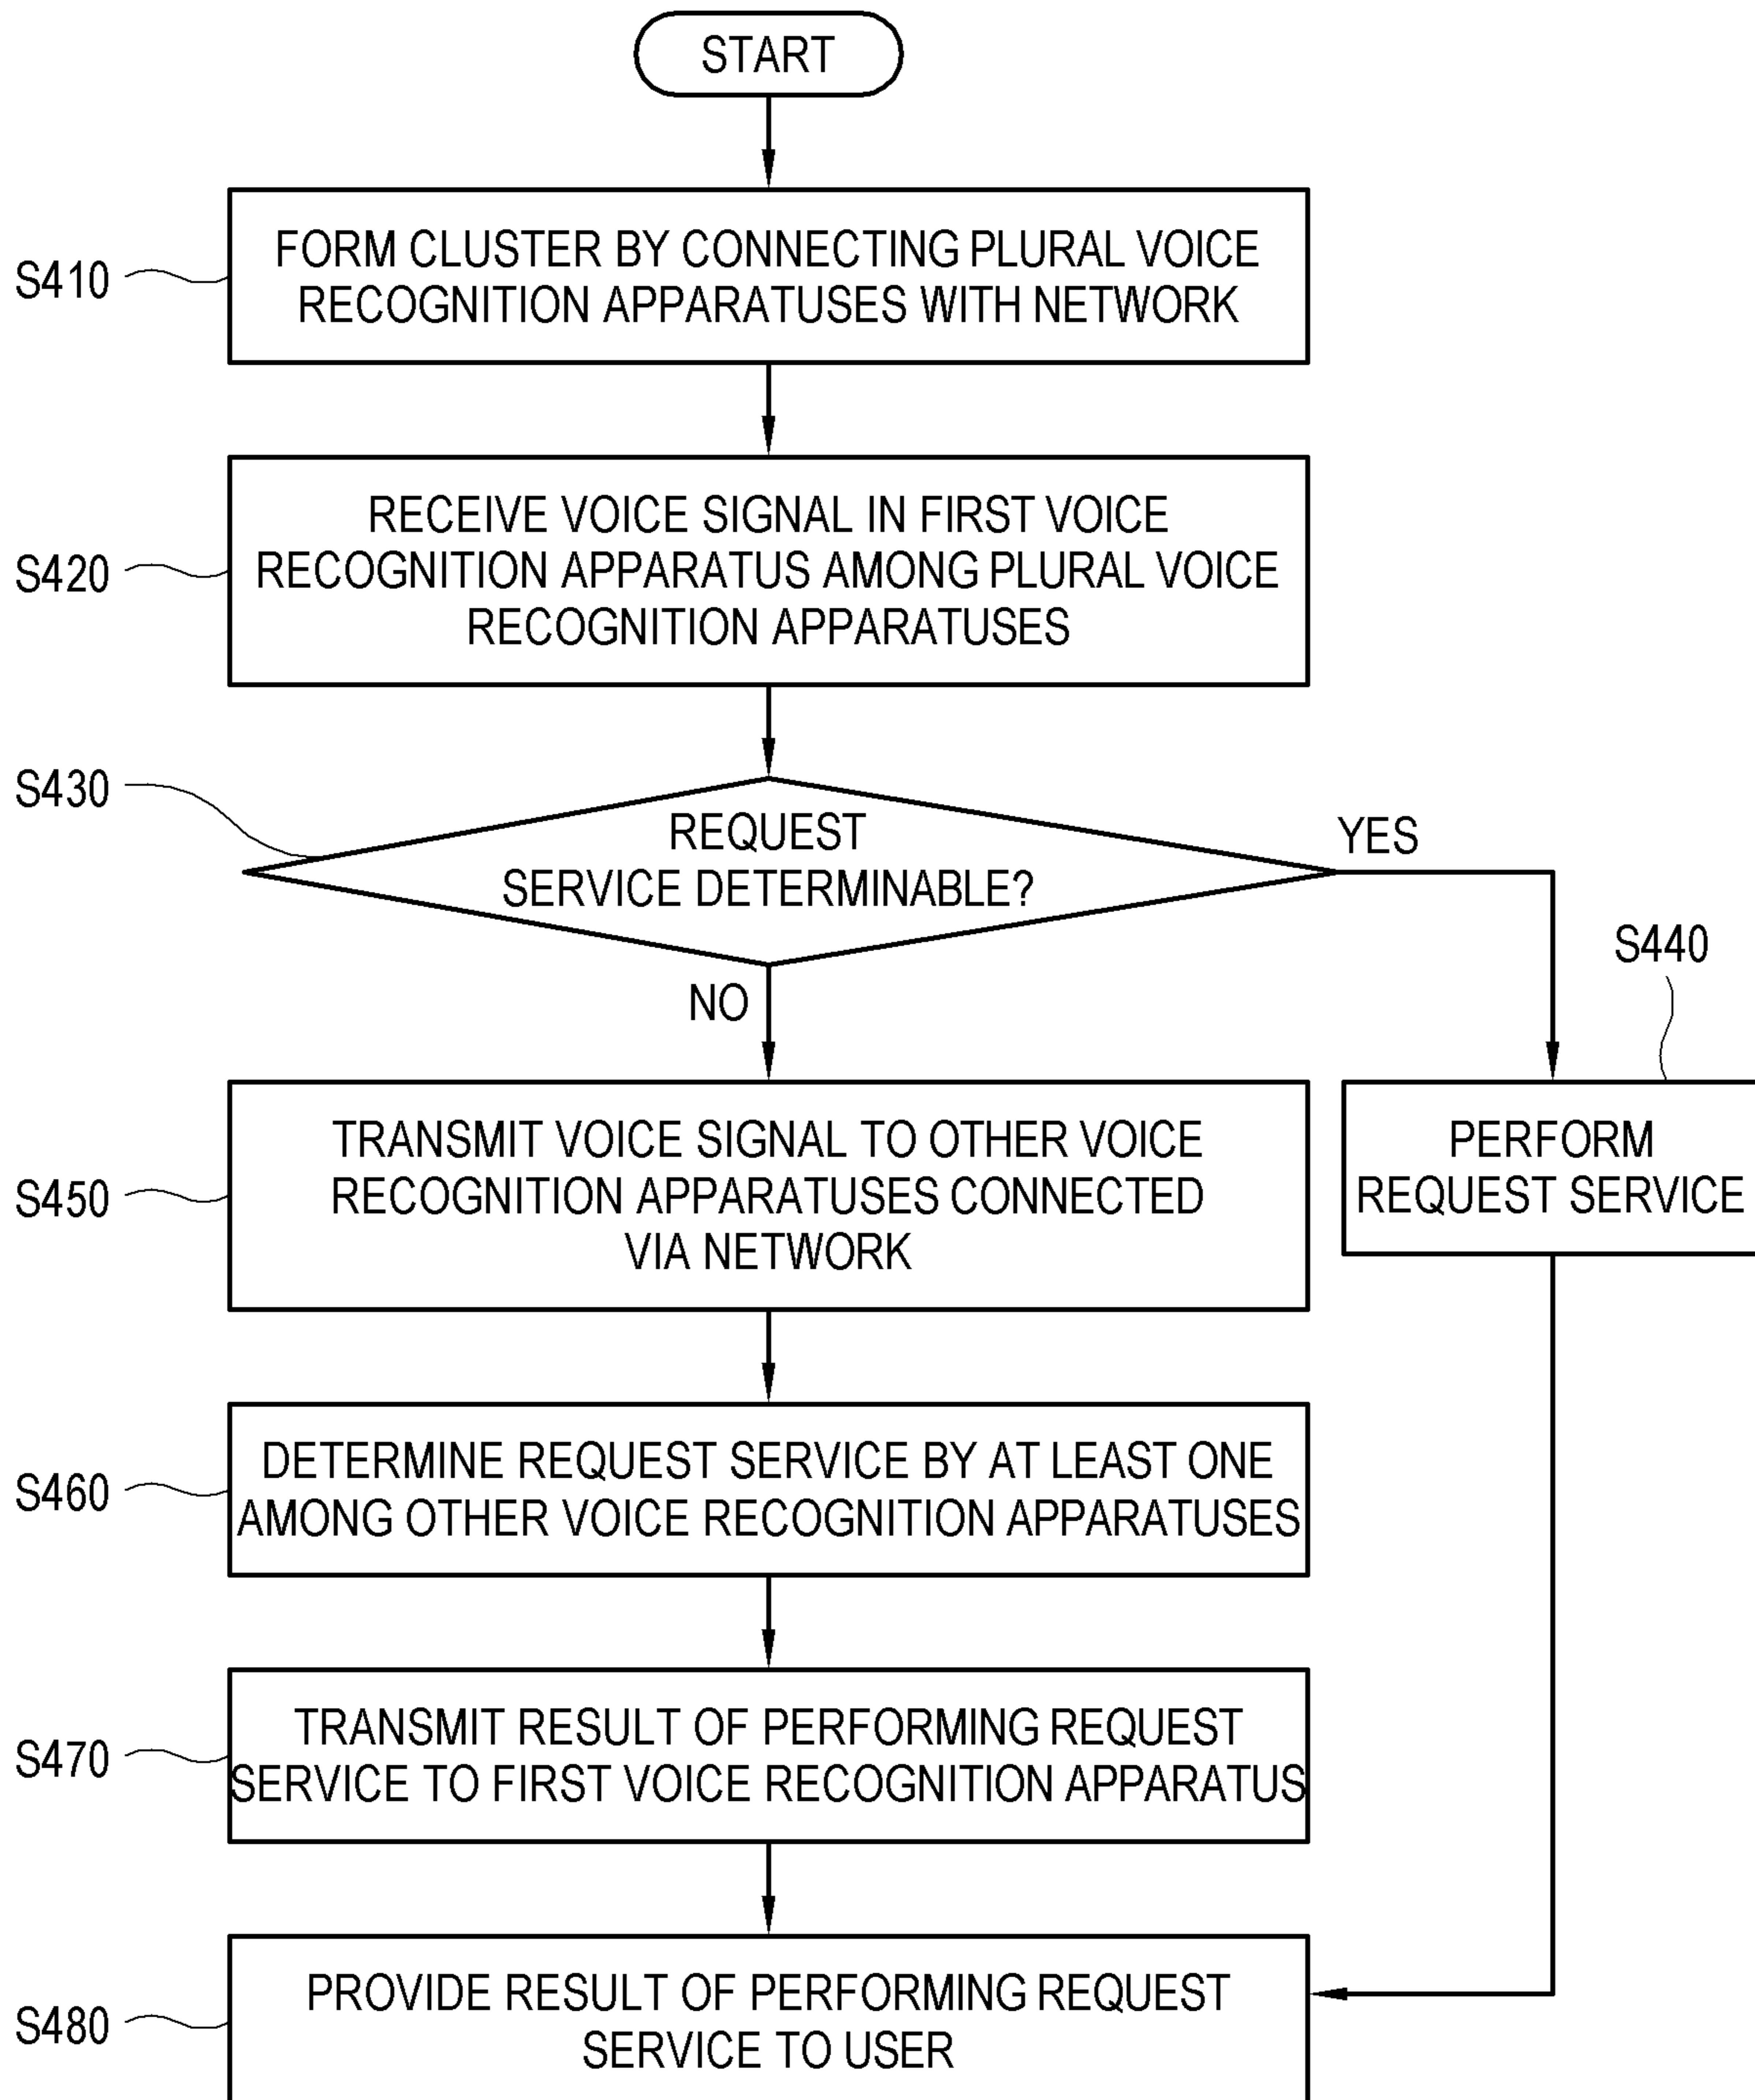 START
S410
FORM CLUSTER BY CONNECTING PLURAL VOICE
RECOGNITION APPARATUSES WITH NETWORK
S420
RECEIVE VOICE SIGNAL IN FIRST VOICE
RECOGNITION APPARATUS AMONG PLURAL VOICE
RECOGNITION APPARATUSES
S430
REQUEST
SERVICE DETERMINABLE?
YES
NO
S440
PERFORM
REQUEST SERVICE
S450
TRANSMIT VOICE SIGNAL TO OTHER VOICE
RECOGNITION APPARATUSES CONNECTED
VIA NETWORK
S460
DETERMINE REQUEST SERVICE BY AT LEAST ONE
AMONG OTHER VOICE RECOGNITION APPARATUSES
S470
TRANSMIT RESULT OF PERFORMING REQUEST
SERVICE TO FIRST VOICE RECOGNITION APPARATUS
S480
PROVIDE RESULT OF PERFORMING REQUEST
SERVICE TO USER